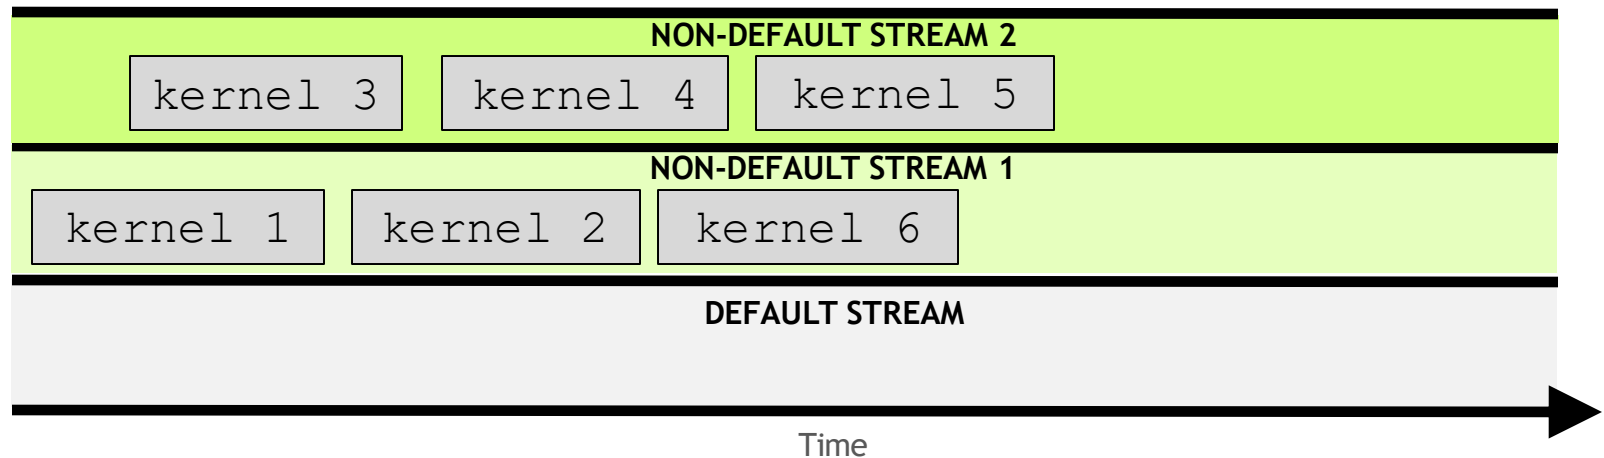 NON-DEFAULT STREAM 2
kernel 3 kernel 4 kernel 5
NON-DEFAULT STREAM 1
kernel 1 kernel 2 kernel 6
DEFAULT STREAM
Time